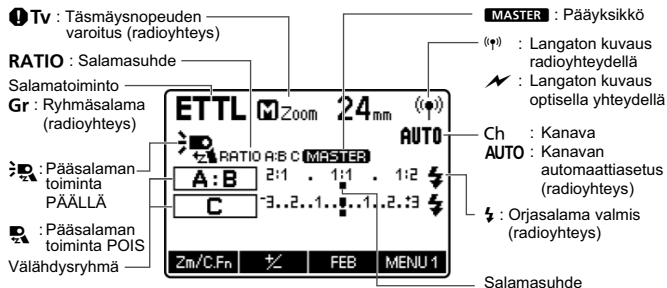 ❶Tv : Täsmäysnopeuden
varoitus (radioyhteys)
RATIO : Salamasuhde
Salamatoiminto
Gr : Ryhmäsalama
(radioyhteys)
: Pääsalaman
toiminta
PÄÄLLÄ
: Pääsalaman
toiminta POIS
Välähdysryhmä
ETTL M Zoom 24mm
AUTO
RATIO A:B C MASTER
A:B 2:1 . 1:1 . 1:2
C -3..2..1..0..1..2.:3
Zm/C.Fn +/- FEB MENU 1
MASTER : Pääyksikkö
: Langaton kuvaus
radioyhteydellä
: Langaton kuvaus
optisella yhteydellä
Ch : Kanava
AUTO : Kanavan
automaattiasetus
(radioyhteys)
: Orjasalama valmis
(radioyhteys)
Salamasuhde